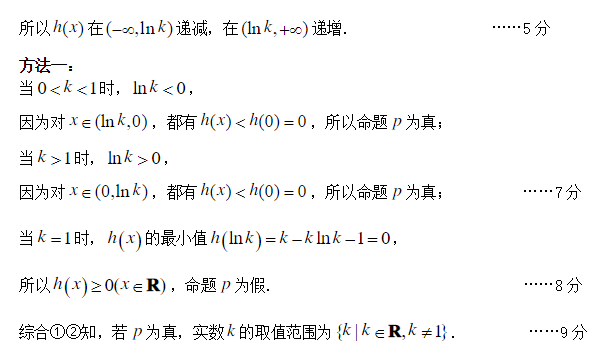 所以h(x)在(−∞,ln k)递减，在(ln k,+∞)递增. ……5分
方法一：
当0<k<1时，ln k<0，
因为对x∈(ln k,0)，都有h(x)<h(0)=0，所以命题p为真；
当k>1时，ln k>0，
因为对x∈(0,ln k)，都有h(x)<h(0)=0，所以命题p为真； ……7分
当k=1时，h(x)的最小值h(ln k)=k−k ln k−1=0，
所以h(x)≥0(x∈R)，命题p为假. ……8分
综合①②知，若p为真，实数k的取值范围为{k|k∈R,k≠1}. ……9分